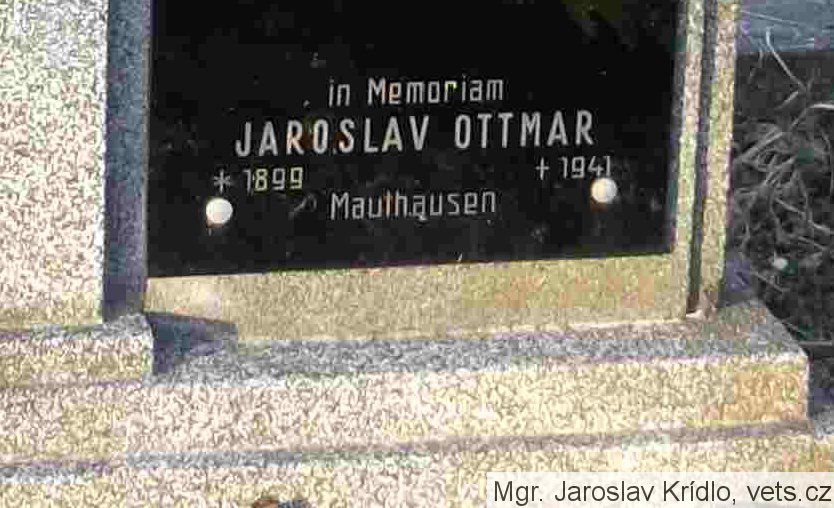 in Memoriam
JAROSLAV OTTMAR
* 1899 + 1941
Mauthausen
Mgr. Jaroslav Krídlo, vets.cz